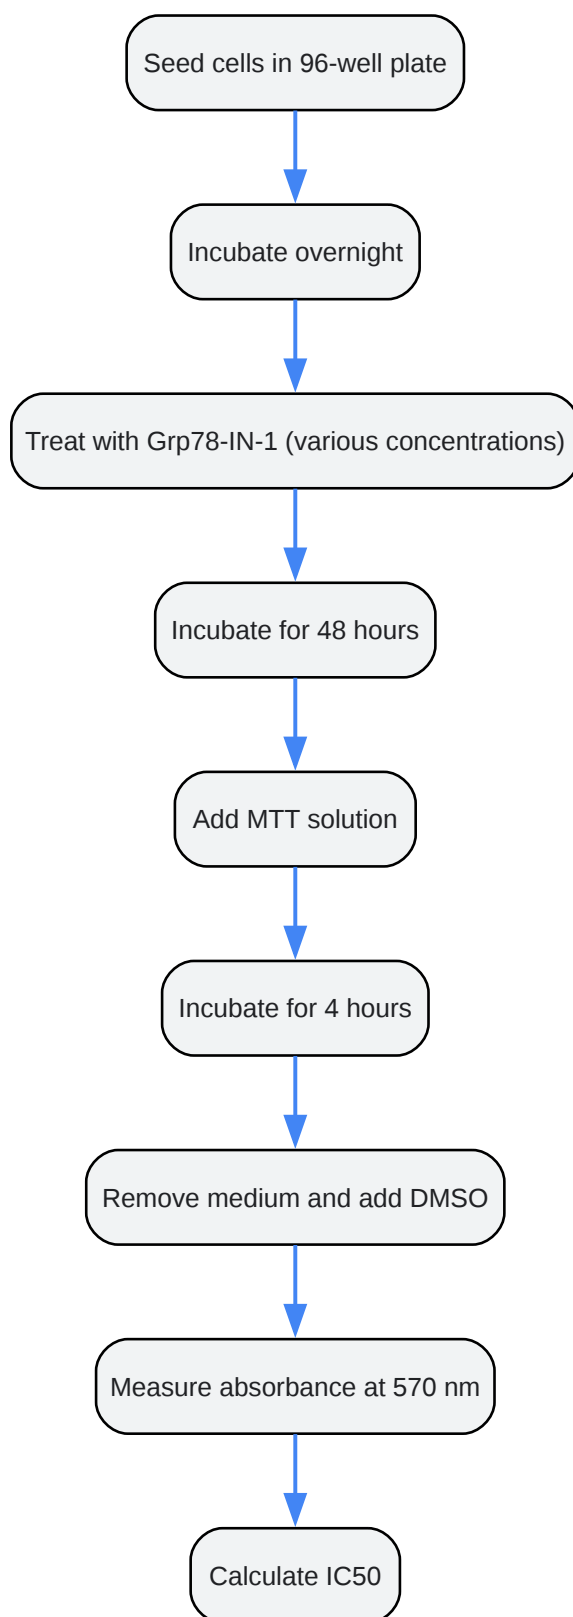 Seed cells in 96-well plate
Incubate overnight
Treat with Grp78-IN-1 (various concentrations)
Incubate for 48 hours
Add MTT solution
Incubate for 4 hours
Remove medium and add DMSO
Measure absorbance at 570 nm
Calculate IC50